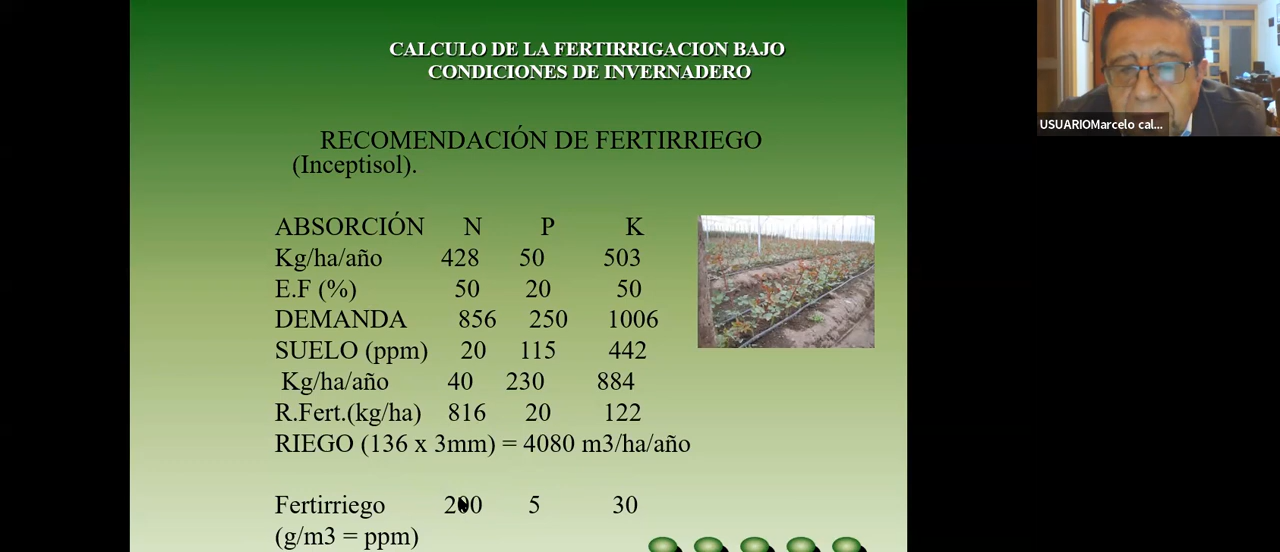 CALCULO DE LA FERTIRRIGACION BAJO
CONDICIONES DE INVERNADERO
RECOMENDACIÓN DE FERTIRRIEGO
(Inceptisol).
ABSORCIÓN N P K
Kg/ha/año 428 50 503
E.F (%) 50 20 50
DEMANDA 856 250 1006
SUELO (ppm) 20 115 442
Kg/ha/año 40 230 884
R.Fert.(kg/ha) 816 20 122
RIEGO (136 x 3mm) = 4080 m3/ha/año
Fertirriego 200 5 30
(g/m3 = ppm)
USUARIOMarcelo cal...